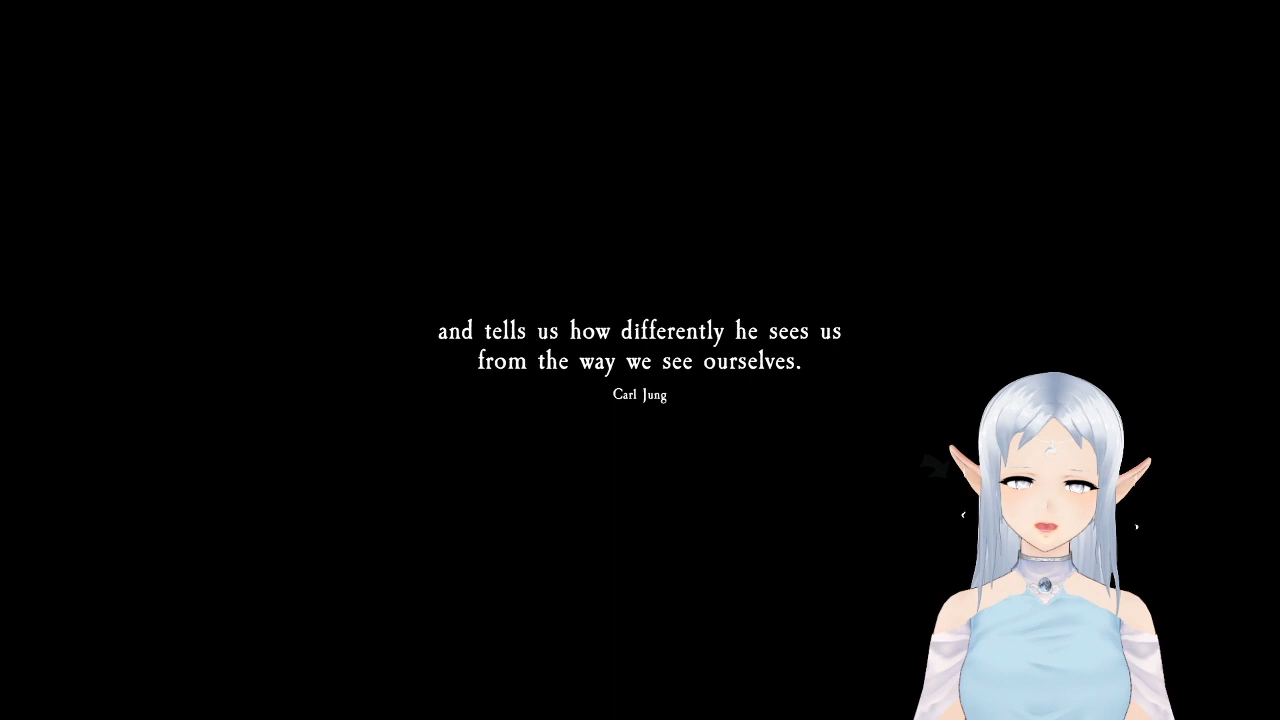 and tells us how differently he sees us
from the way we see ourselves.
Carl Jung